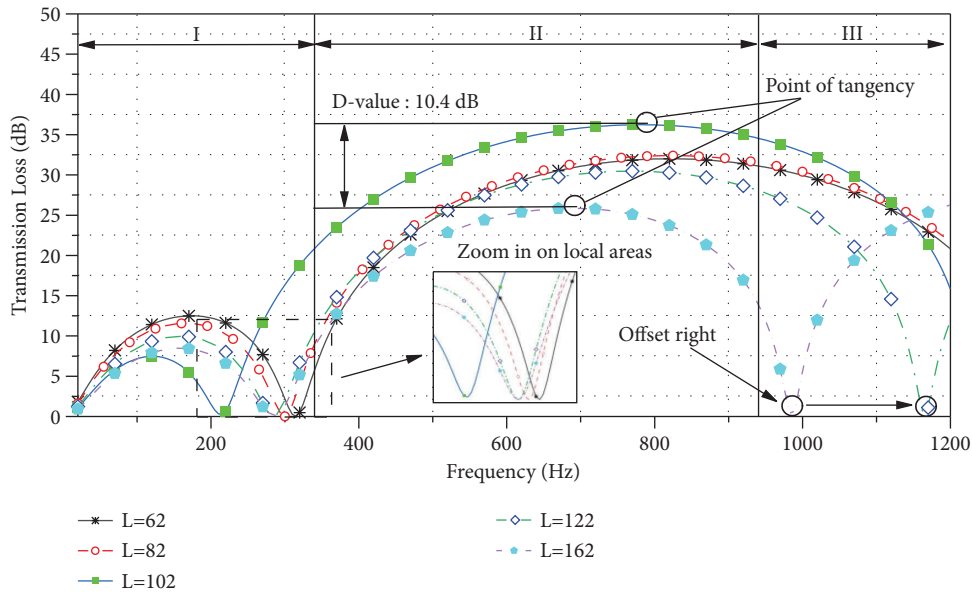 50
45
40
35
30
25
20
15
10
5
0
Transmission Loss (dB)
I
II
III
D-value : 10.4 dB
Point of tangency
Zoom in on local areas
Offset right
200
400
600
800
1000
1200
Frequency (Hz)
L=62
L=82
L=102
L=122
L=162